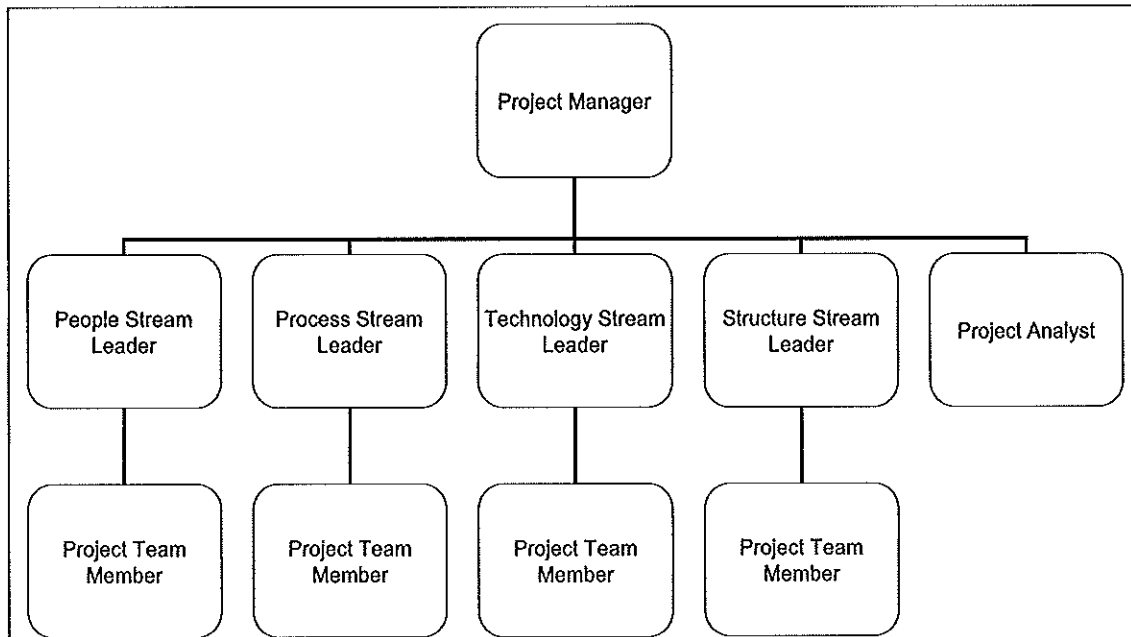 Project Manager
People Stream
Leader
Process Stream
Leader
Technology Stream
Leader
Structure Stream
Leader
Project Analyst
Project Team
Member
Project Team
Member
Project Team
Member
Project Team
Member